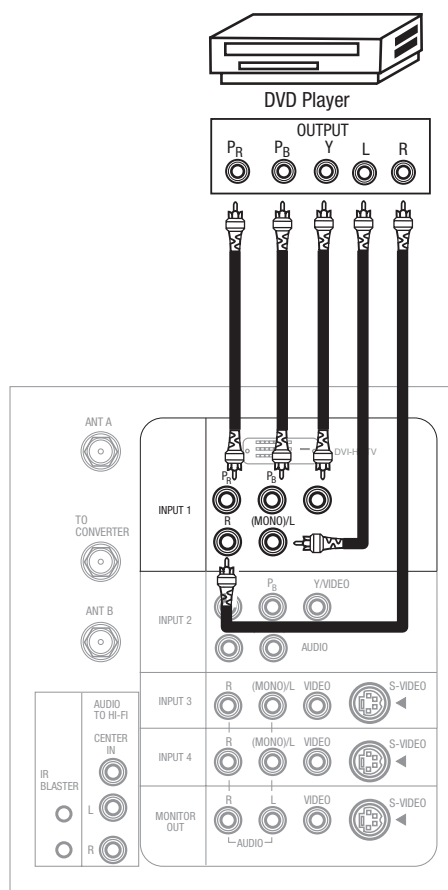 DVD Player
OUTPUT
PR PB Y L R
ANT A
DVI-HDTV
PR PB
INPUT 1
R (MONO)/L
TO
CONVERTER
ANT B
PB Y/VIDEO
INPUT 2
AUDIO
AUDIO
TO HI-FI
CENTER
IN
IR
BLASTER
L
R
INPUT 3
R (MONO)/L VIDEO S-VIDEO
INPUT 4
R (MONO)/L VIDEO S-VIDEO
MONITOR
OUT
R L VIDEO S-VIDEO
AUDIO